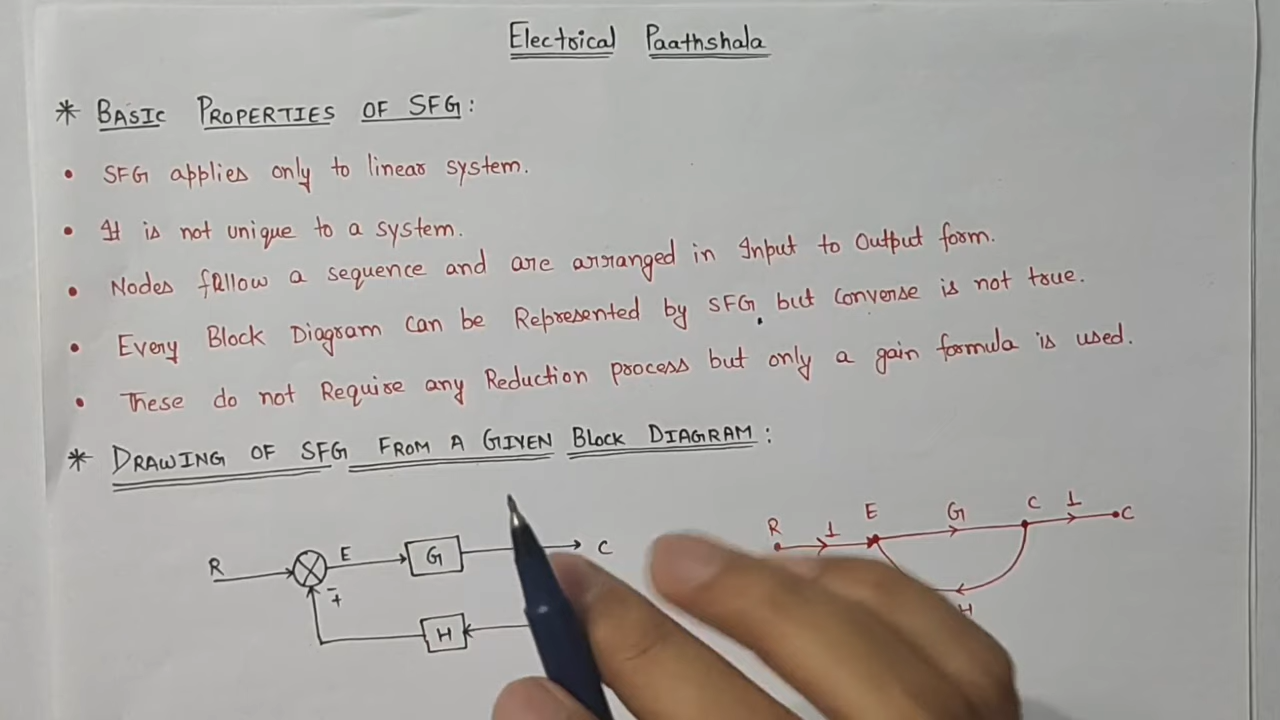 Electrical Paathshala
* BASIC PROPERTIES OF SFG:
• SFG applies only to linear system.
• It is not unique to a system.
• Nodes follow a sequence and are arranged in Input to Output form.
• Every Block Diagram can be Represented by SFG, but Converse is not true.
• These do not Require any Reduction process but only a gain formula is used.
* DRAWING OF SFG FROM A GIVEN BLOCK DIAGRAM:
R E G C
∓
H
R 1 E G C 1 C
H